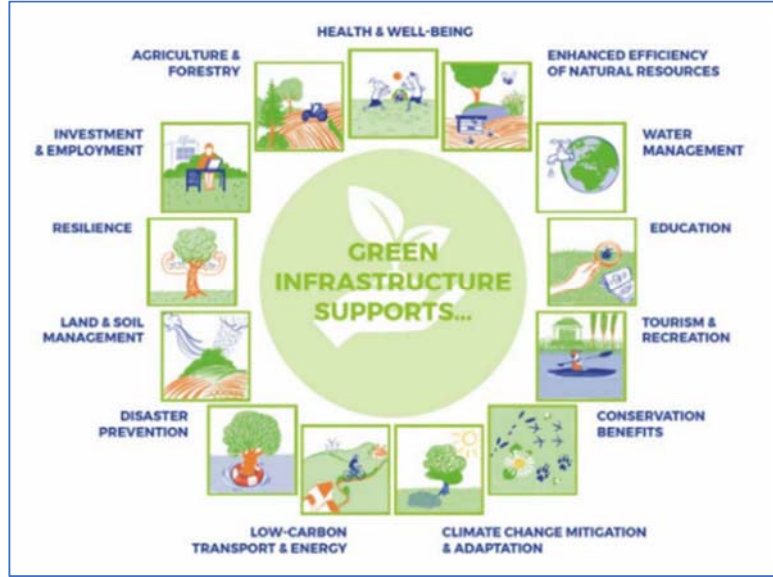 HEALTH & WELL-BEING
ENHANCED EFFICIENCY
OF NATURAL RESOURCES
WATER
MANAGEMENT
EDUCATION
TOURISM &
RECREATION
CONSERVATION
BENEFITS
CLIMATE CHANGE MITIGATION
& ADAPTATION
LOW-CARBON
TRANSPORT & ENERGY
DISASTER
PREVENTION
LAND & SOIL
MANAGEMENT
RESILIENCE
INVESTMENT
& EMPLOYMENT
AGRICULTURE &
FORESTRY
GREEN
INFRASTRUCTURE
SUPPORTS...